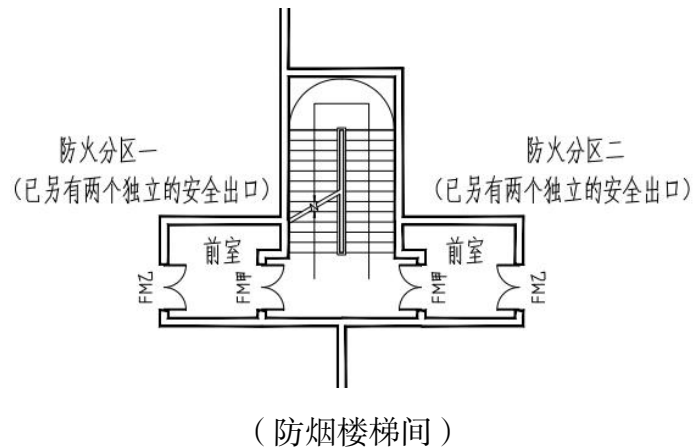 防火分区一
(已另有两个独立的安全出口)
防火分区二
(已另有两个独立的安全出口)
前室
前室
FM乙
FM甲
FM甲
FM乙
(防烟楼梯间)